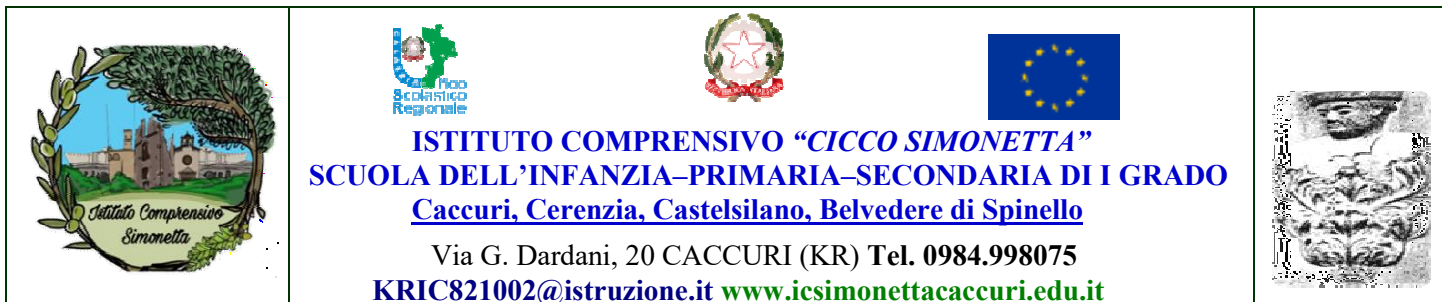 Istituto Comprensivo
Simonetta
Ufficio
Scolastico
Regionale
REPVBBLICA ITALIANA
ISTITUTO COMPRENSIVO “CICCO SIMONETTA”
SCUOLA DELL’INFANZIA–PRIMARIA–SECONDARIA DI I GRADO
Caccuri, Cerenzia, Castelsilano, Belvedere di Spinello
Via G. Dardani, 20 CACCURI (KR) Tel. 0984.998075
KRIC821002@istruzione.it www.icsimonettacaccuri.edu.it